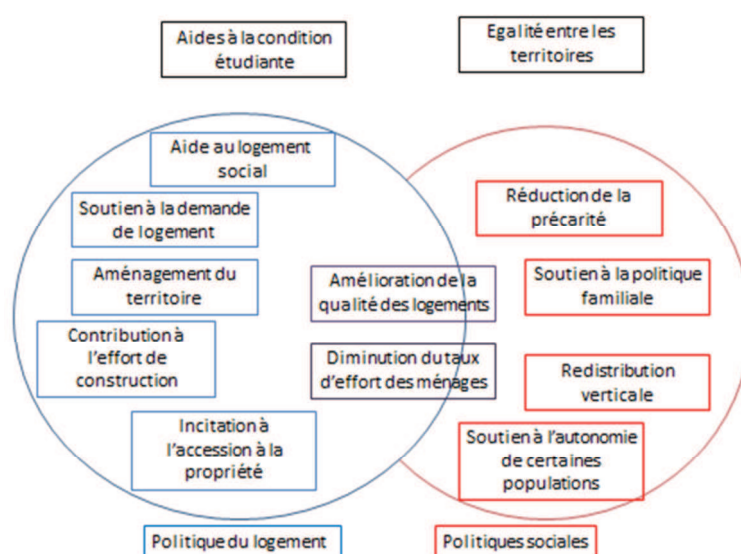 Aides à la condition
étudiante
Egalité entre les
territoires
Aide au logement
social
Soutien à la demande
de logement
Réduction de la
précarité
Aménagement du
territoire
Amélioration de la
qualité des logements
Soutien à la politique
familiale
Contribution à
l'effort de
construction
Diminution du taux
d'effort des ménages
Redistribution
verticale
Incitation à
l'accession à la
propriété
Soutien à l'autonomie
de certaines
populations
Politique du logement
Politiques sociales